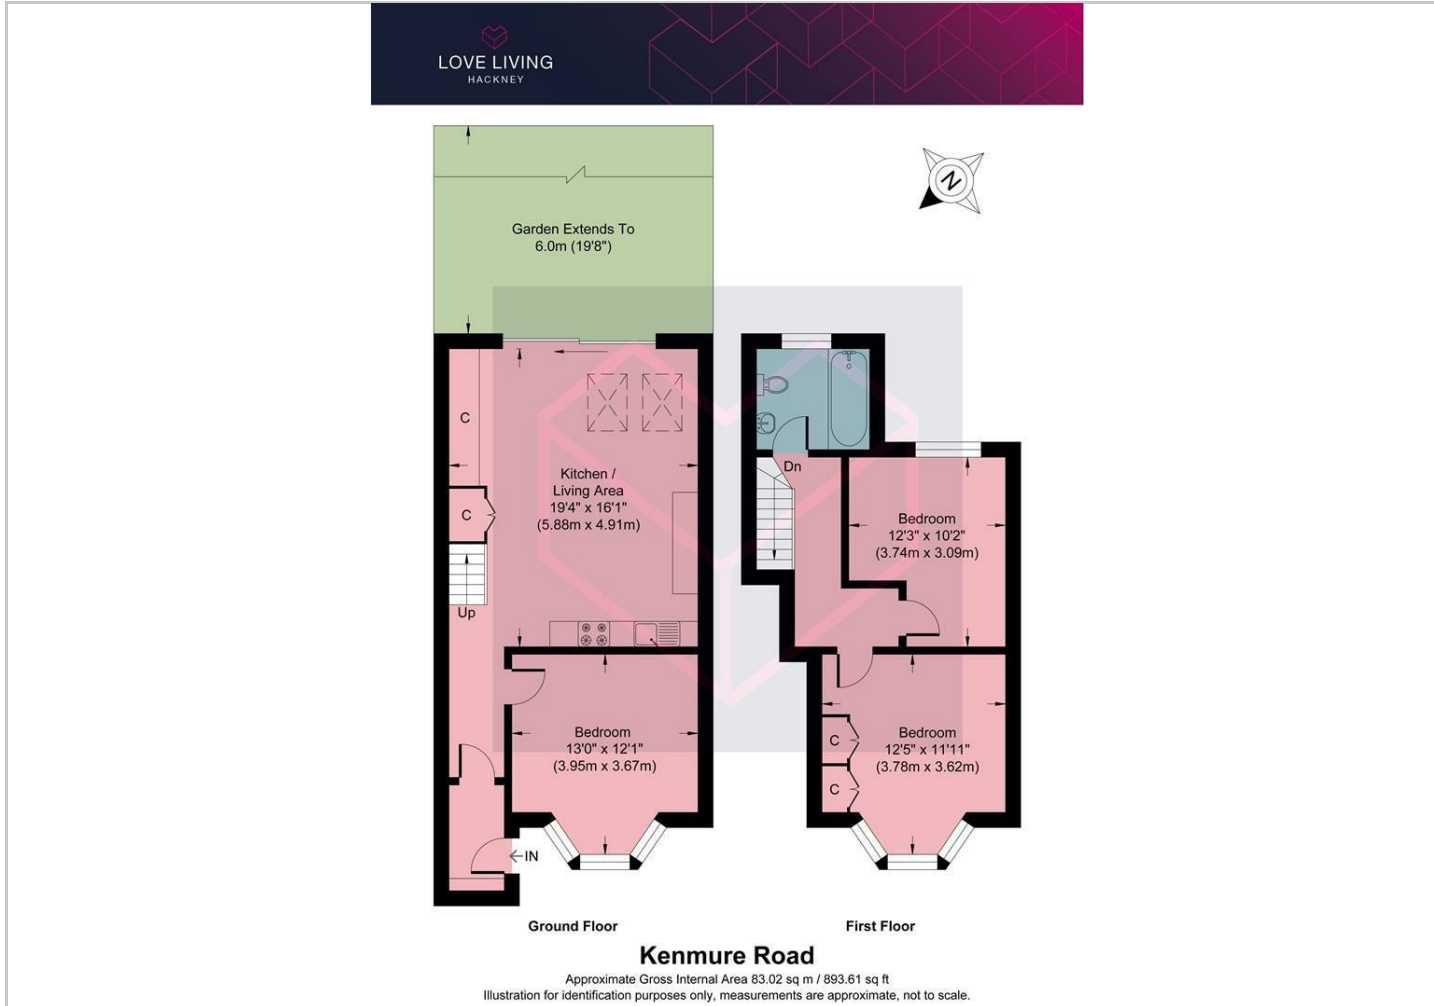 LOVE LIVING
HACKNEY
N
Garden Extends To
6.0m (19'8")
C
Kitchen /
Living Area
19'4" x 16'1"
(5.88m x 4.91m)
C
Up
Bedroom
13'0" x 12'1"
(3.95m x 3.67m)
IN
Ground Floor
Dn
Bedroom
12'3" x 10'2"
(3.74m x 3.09m)
Bedroom
12'5" x 11'11"
(3.78m x 3.62m)
C
C
First Floor
Kenmure Road
Approximate Gross Internal Area 83.02 sq m / 893.61 sq ft
Illustration for identification purposes only, measurements are approximate, not to scale.